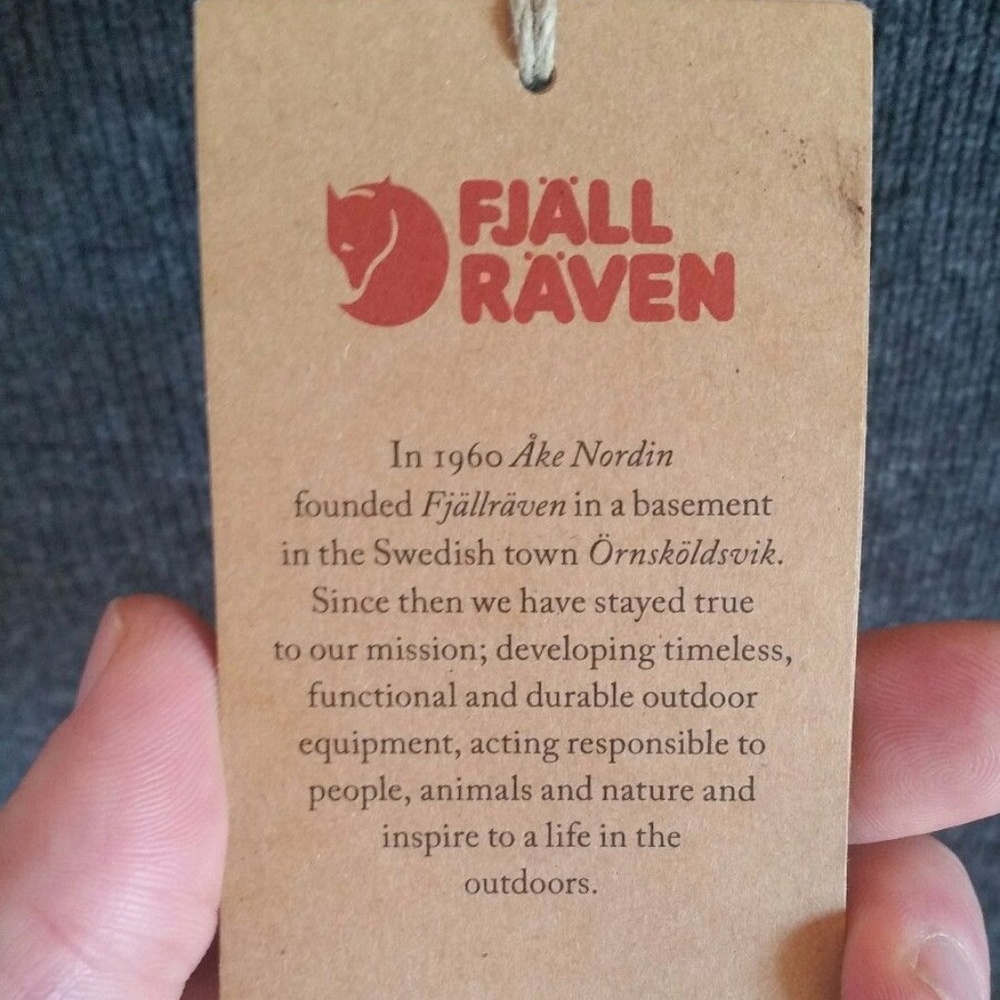 FJÄLL
RÄVEN
In 1960 Åke Nordin
founded Fjällräven in a basement
in the Swedish town Örnsköldsvik.
Since then we have stayed true
to our mission; developing timeless,
functional and durable outdoor
equipment, acting responsible to
people, animals and nature and
inspire to a life in the
outdoors.